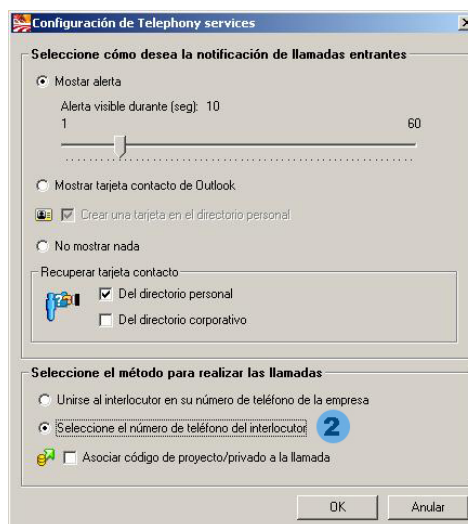 Configuración de Telephony services
Seleccione cómo desea la notificación de llamadas entrantes
Mostar alerta
Alerta visible durante (seg): 10
1 60
Mostrar tarjeta contacto de Outlook
Crear una tarjeta en el directorio personal
No mostrar nada
Recuperar tarjeta contacto
Del directorio personal
Del directorio corporativo
Seleccione el método para realizar las llamadas
Unirse al interlocutor en su número de teléfono de la empresa
Seleccione el número de teléfono del interlocutor 2
Asociar código de proyecto/privado a la llamada
OK Anular